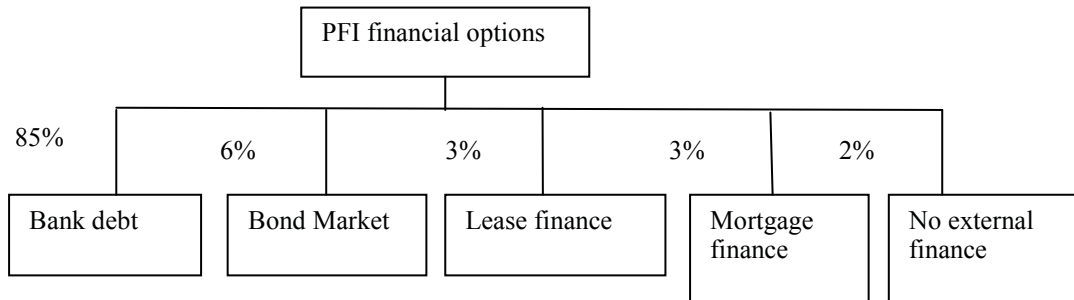 PFI financial options
85%
6%
3%
3%
2%
Bank debt
Bond Market
Lease finance
Mortgage
finance
No external
finance